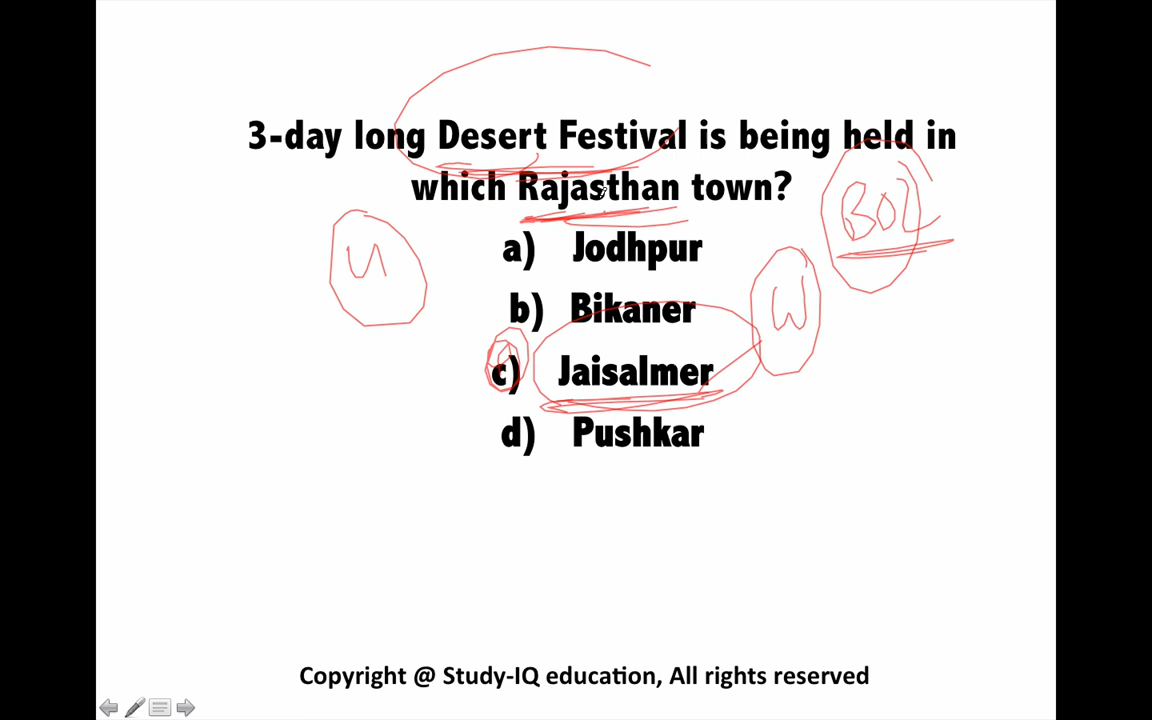 3-day long Desert Festival is being held in
which Rajasthan town?
BOL
a) Jodhpur
U
b) Bikaner
W
c) Jaisalmer
d) Pushkar
Copyright @ Study-IQ education, All rights reserved